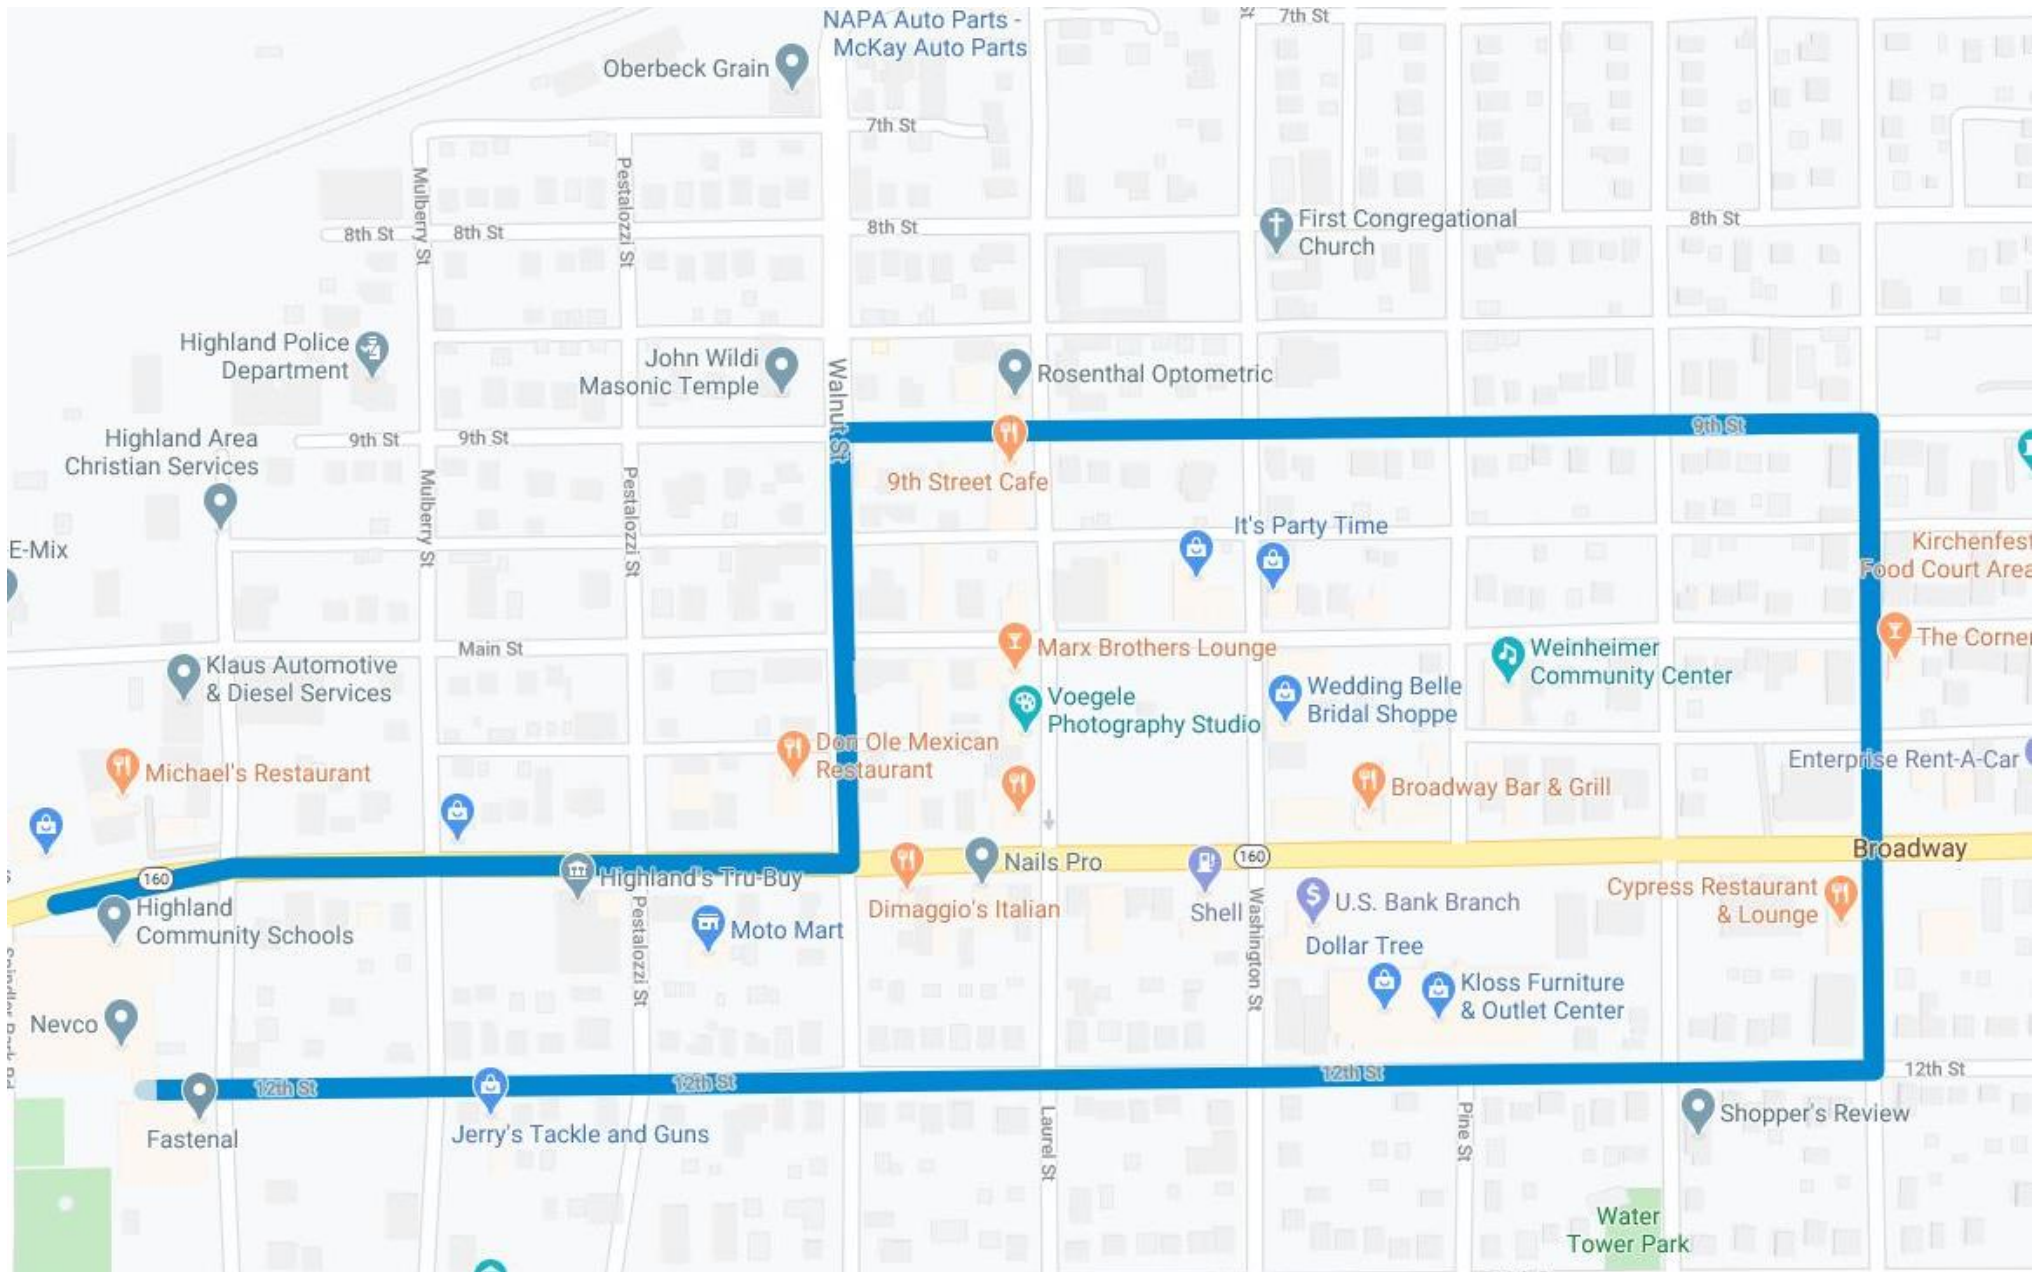 NAPA Auto Parts -
McKay Auto Parts
St
7th St
Oberbeck Grain
7th St
Mulberry St
Pestalozzi St
8th St
8th St
8th St
First Congregational
Church
8th St
Highland Police
Department
John Wildi
Masonic Temple
Walnut St
Rosenthal Optometric
Highland Area
Christian Services
9th St
9th St
9th St
9th Street Cafe
Mulberry St
Pestalozzi St
E-Mix
It's Party Time
Kirchenfest
Food Court Area
Main St
Marx Brothers Lounge
Weinheimer
Community Center
The Corner
Klaus Automotive
& Diesel Services
Voegele
Photography Studio
Wedding Belle
Bridal Shoppe
Don Ole Mexican
Restaurant
Enterprise Rent-A-Car
Michael's Restaurant
Broadway Bar & Grill
Broadway
160
Highland's Tru-Buy
Nails Pro
160
Highland
Community Schools
Pestalozzi St
Moto Mart
Dimaggio's Italian
Shell
Washington St
U.S. Bank Branch
Cypress Restaurant
& Lounge
Dollar Tree
Kloss Furniture
& Outlet Center
Nevco
12th St
12th St
12th St
12th St
Fastenal
Jerry's Tackle and Guns
Laurel St
Pine St
Shopper's Review
Water
Tower Park